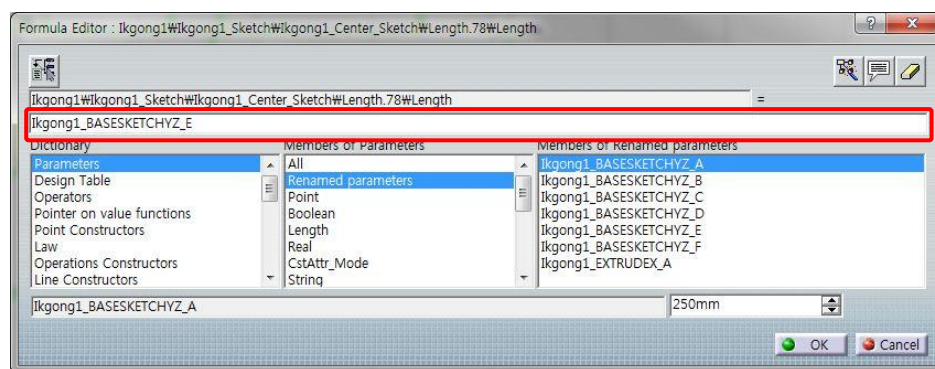 Formula Editor : Ikgong1₩Ikgong1_Sketch₩Ikgong1_Center_Sketch₩Length.78₩Length
Ikgong1₩Ikgong1_Sketch₩Ikgong1_Center_Sketch₩Length.78₩Length =
Ikgong1_BASESKETCHYZ_E
Dictionary Members of Parameters Members of Renamed parameters
Parameters All Ikgong1_BASESKETCHYZ_A
Design Table Renamed parameters Ikgong1_BASESKETCHYZ_B
Operators Point Ikgong1_BASESKETCHYZ_C
Pointer on value functions Boolean Ikgong1_BASESKETCHYZ_D
Point Constructors Length Ikgong1_BASESKETCHYZ_E
Law Real Ikgong1_BASESKETCHYZ_F
Operations Constructors CstAttr_Mode Ikgong1_EXTRUDEX_A
Line Constructors String
Ikgong1_BASESKETCHYZ_A 250mm
OK Cancel